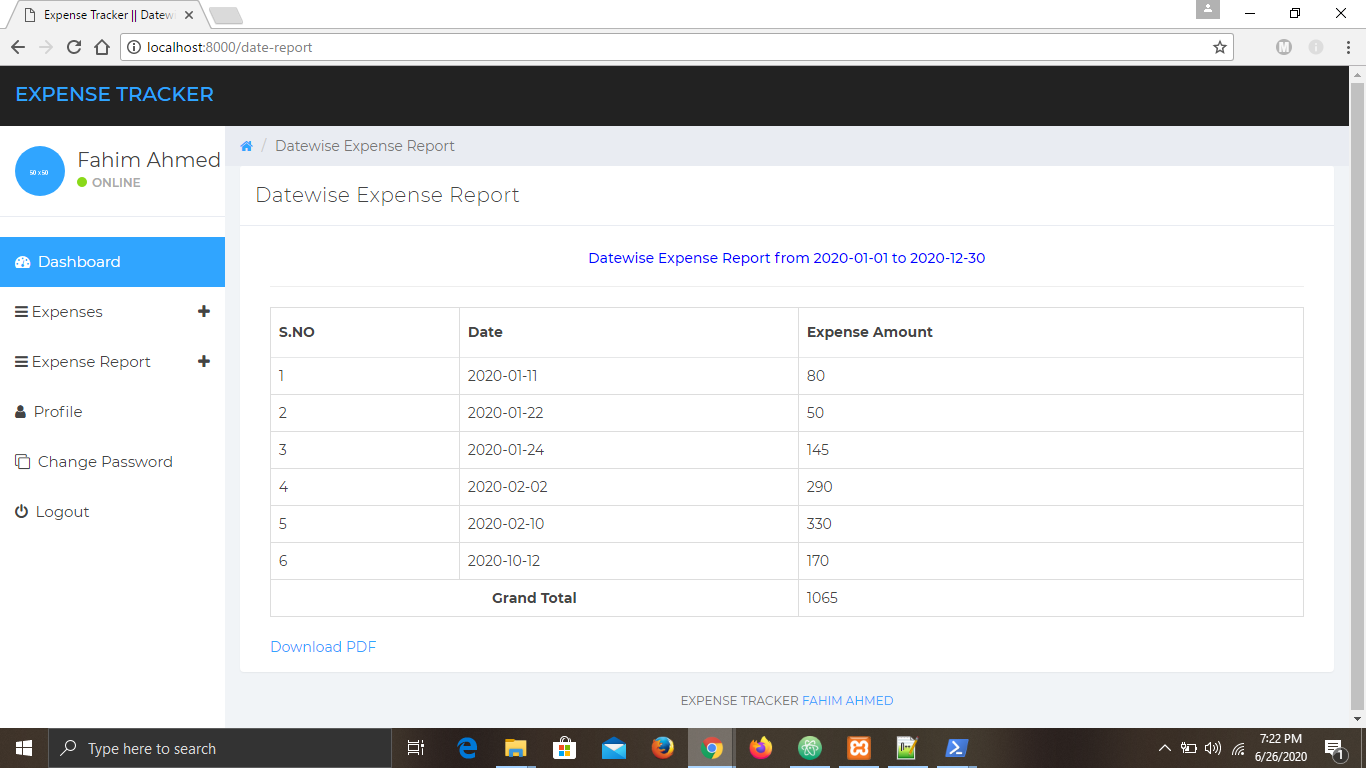 Expense Tracker || Datew
localhost:8000/date-report
EXPENSE TRACKER
50 x 50
Fahim Ahmed
ONLINE
Dashboard
Expenses
Expense Report
Profile
Change Password
Logout
/ Datewise Expense Report
Datewise Expense Report
Datewise Expense Report from 2020-01-01 to 2020-12-30
S.NO Date Expense Amount
1 2020-01-11 80
2 2020-01-22 50
3 2020-01-24 145
4 2020-02-02 290
5 2020-02-10 330
6 2020-10-12 170
Grand Total 1065
Download PDF
EXPENSE TRACKER FAHIM AHMED
Type here to search
7:22 PM
6/26/2020
1